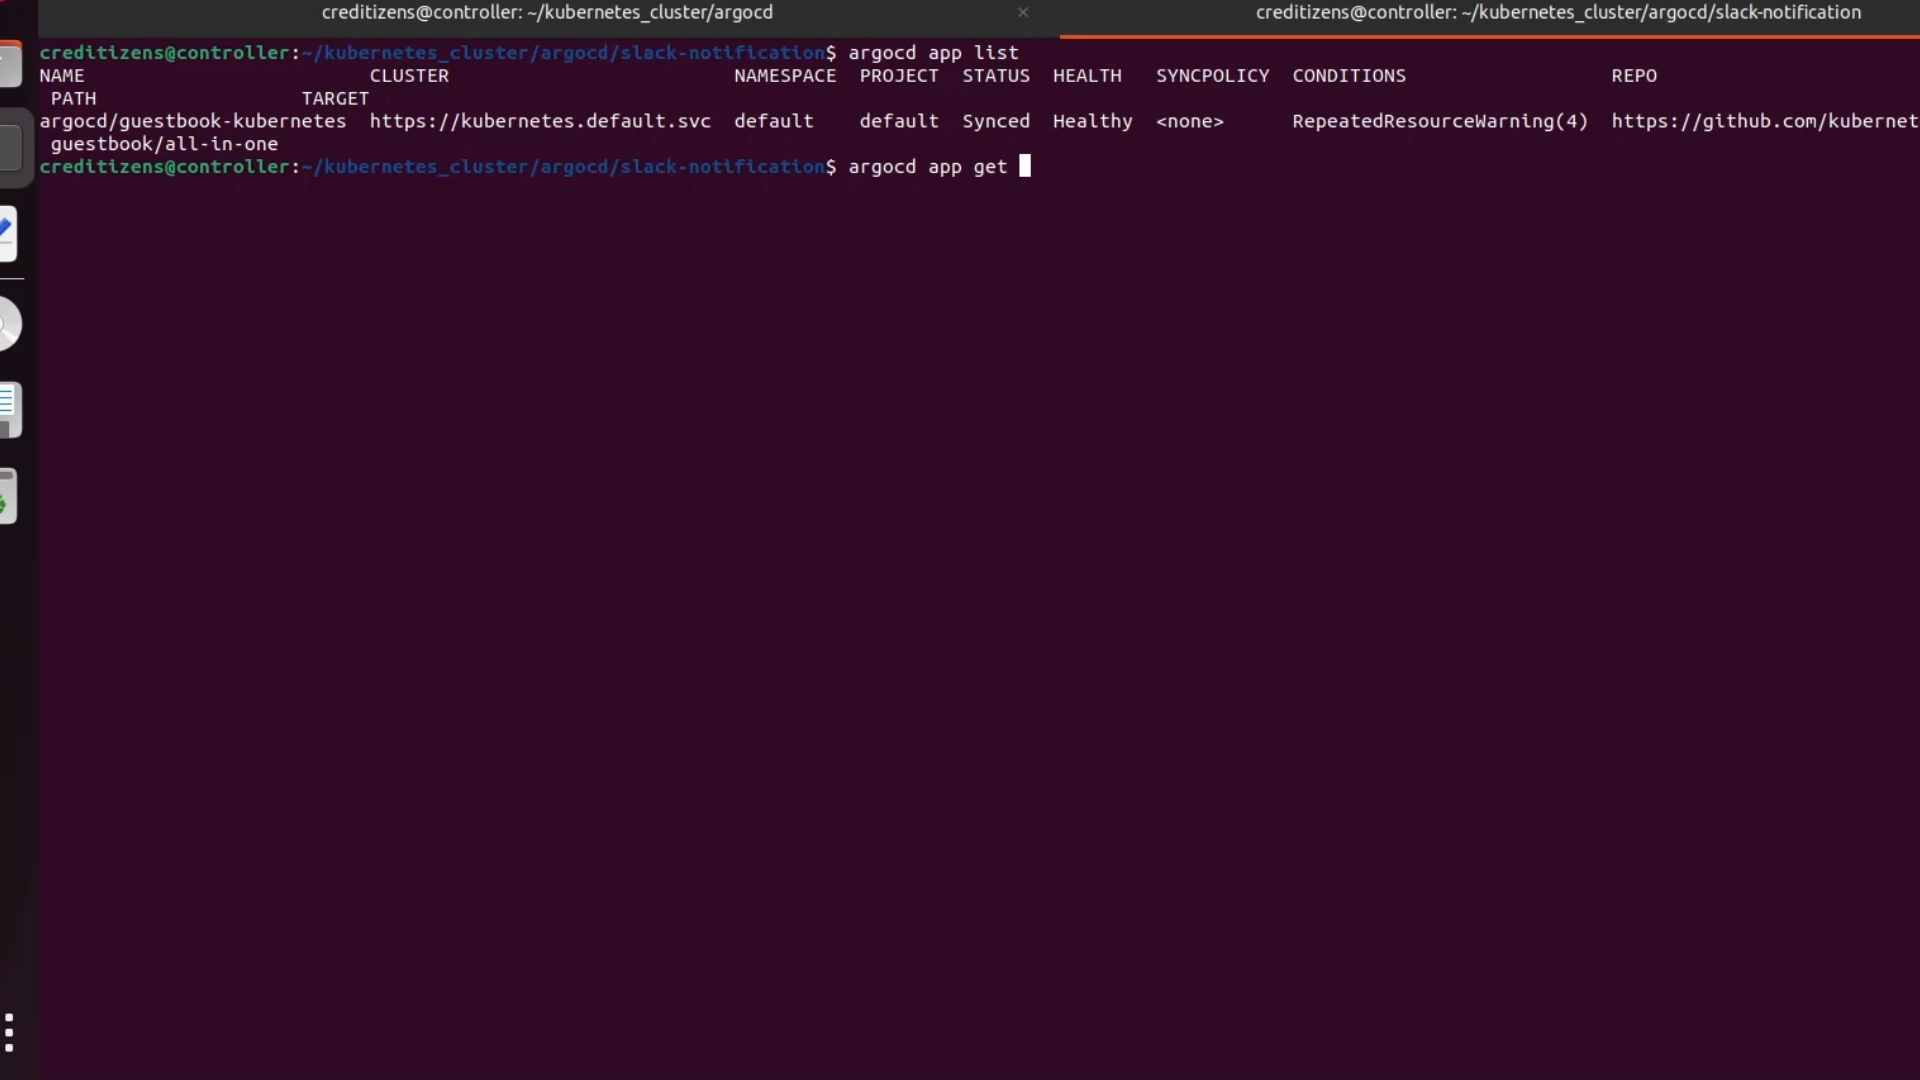 creditizens@controller: ~/kubernetes_cluster/argocd × creditizens@controller: ~/kubernetes_cluster/argocd/slack-notification
creditizens@controller:~/kubernetes_cluster/argocd/slack-notification$ argocd app list
NAME CLUSTER NAMESPACE PROJECT STATUS HEALTH SYNCPOLICY CONDITIONS REPO
PATH TARGET
argocd/guestbook-kubernetes https://kubernetes.default.svc default default Synced Healthy <none> RepeatedResourceWarning(4) https://github.com/kubernet
guestbook/all-in-one
creditizens@controller:~/kubernetes_cluster/argocd/slack-notification$ argocd app get